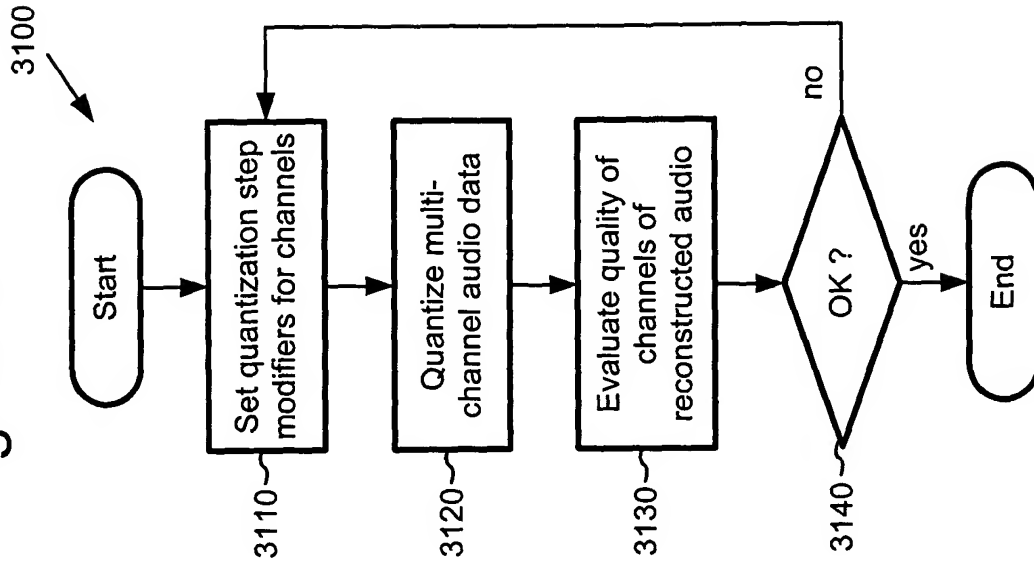 3100
Start
Set quantization step
modifiers for channels
3110
Quantize multi-
channel audio data
3120
Evaluate quality of
channels of
reconstructed audio
3130
OK ?
no
3140
yes
End